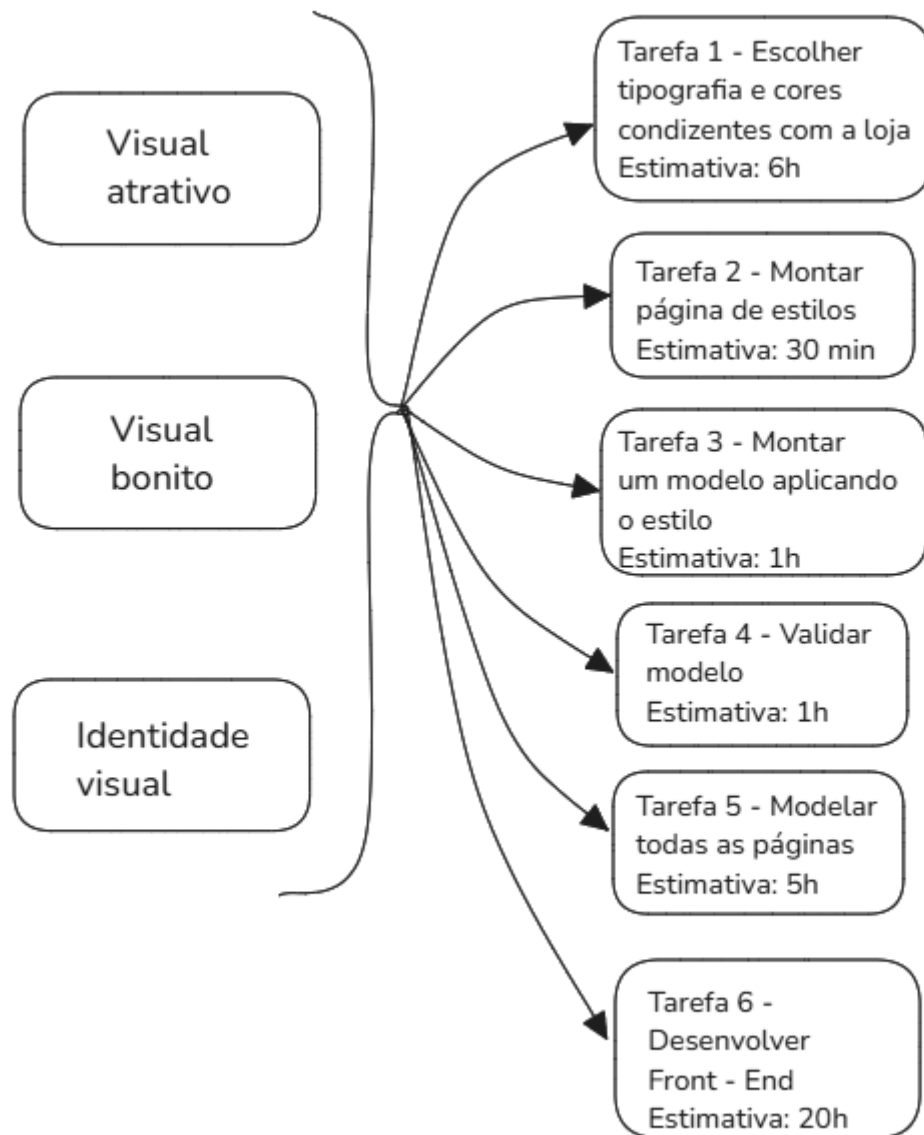 Visual
atrativo
Visual
bonito
Identidade
visual
Tarefa 1 - Escolher
tipografia e cores
condizentes com a loja
Estimativa: 6h
Tarefa 2 - Montar
página de estilos
Estimativa: 30 min
Tarefa 3 - Montar
um modelo aplicando
o estilo
Estimativa: 1h
Tarefa 4 - Validar
modelo
Estimativa: 1h
Tarefa 5 - Modelar
todas as páginas
Estimativa: 5h
Tarefa 6 -
Desenvolver
Front - End
Estimativa: 20h